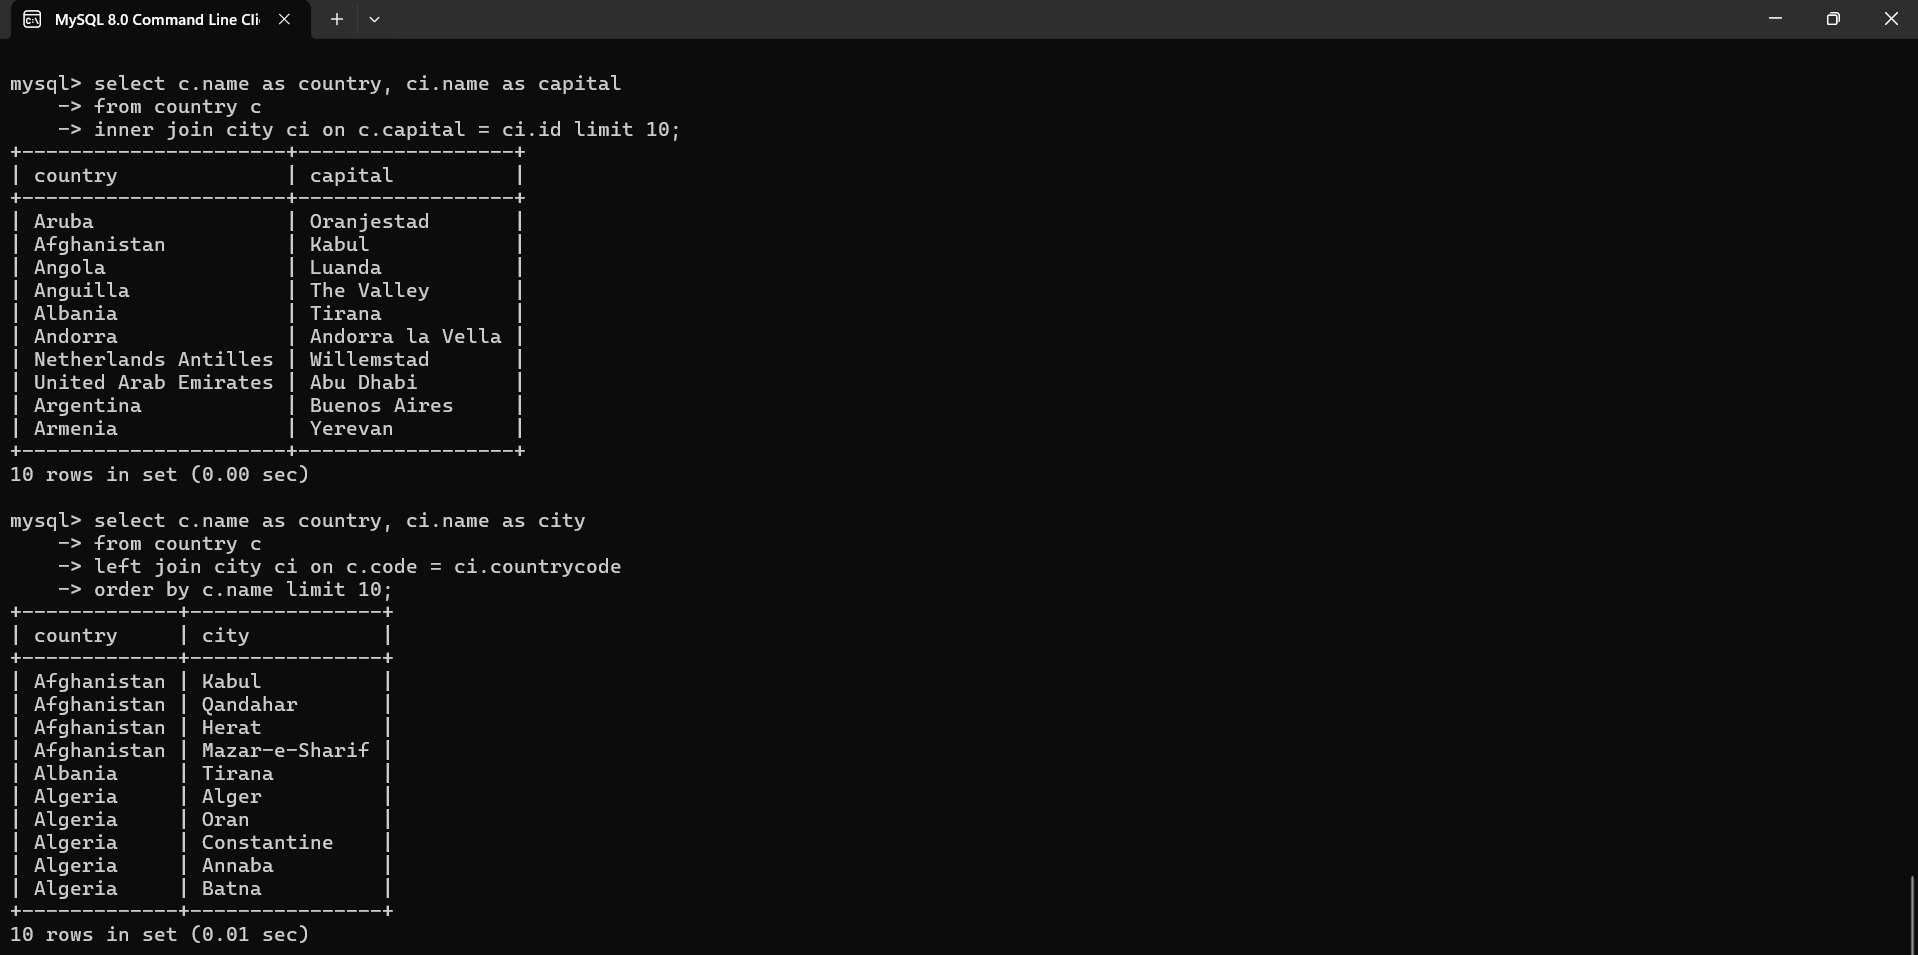 MySQL 8.0 Command Line Cli
mysql> select c.name as country, ci.name as capital
    -> from country c
    -> inner join city ci on c.capital = ci.id limit 10;
+----------------------+------------------+
| country              | capital          |
+----------------------+------------------+
| Aruba                | Oranjestad       |
| Afghanistan          | Kabul            |
| Angola               | Luanda           |
| Anguilla             | The Valley       |
| Albania              | Tirana           |
| Andorra              | Andorra la Vella |
| Netherlands Antilles | Willemstad       |
| United Arab Emirates | Abu Dhabi        |
| Argentina            | Buenos Aires     |
| Armenia              | Yerevan          |
+----------------------+------------------+
10 rows in set (0.00 sec)
mysql> select c.name as country, ci.name as city
    -> from country c
    -> left join city ci on c.code = ci.countrycode
    -> order by c.name limit 10;
+-------------+----------------+
| country     | city           |
+-------------+----------------+
| Afghanistan | Kabul          |
| Afghanistan | Qandahar       |
| Afghanistan | Herat          |
| Afghanistan | Mazar-e-Sharif |
| Albania     | Tirana         |
| Algeria     | Alger          |
| Algeria     | Oran           |
| Algeria     | Constantine    |
| Algeria     | Annaba         |
| Algeria     | Batna          |
+-------------+----------------+
10 rows in set (0.01 sec)